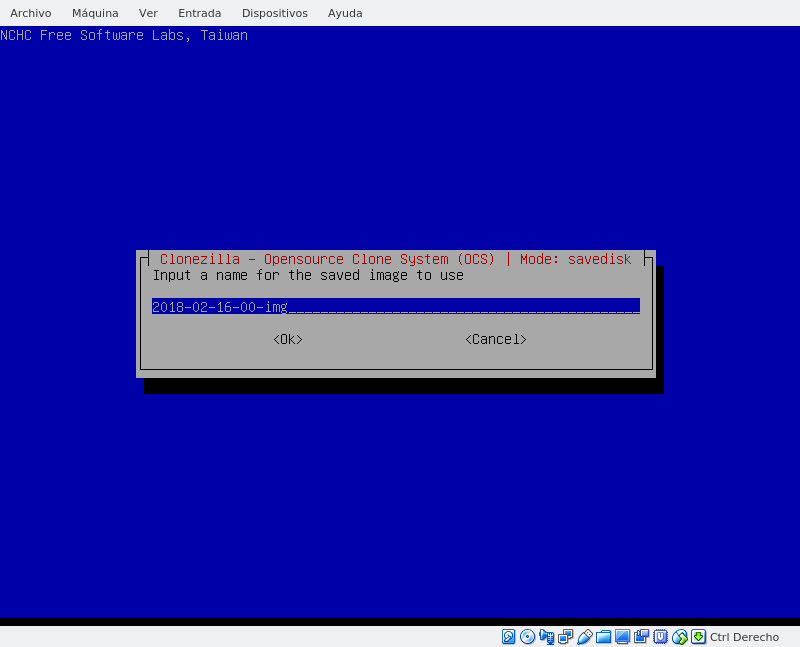 Archivo Máquina Ver Entrada Dispositivos Ayuda
NCHC Free Software Labs, Taiwan
Clonezilla - Opensource Clone System (OCS) | Mode: savedisk
Input a name for the saved image to use
2018-02-16-00-img____________________________________________
<Ok> <Cancel>
Ctrl Derecho